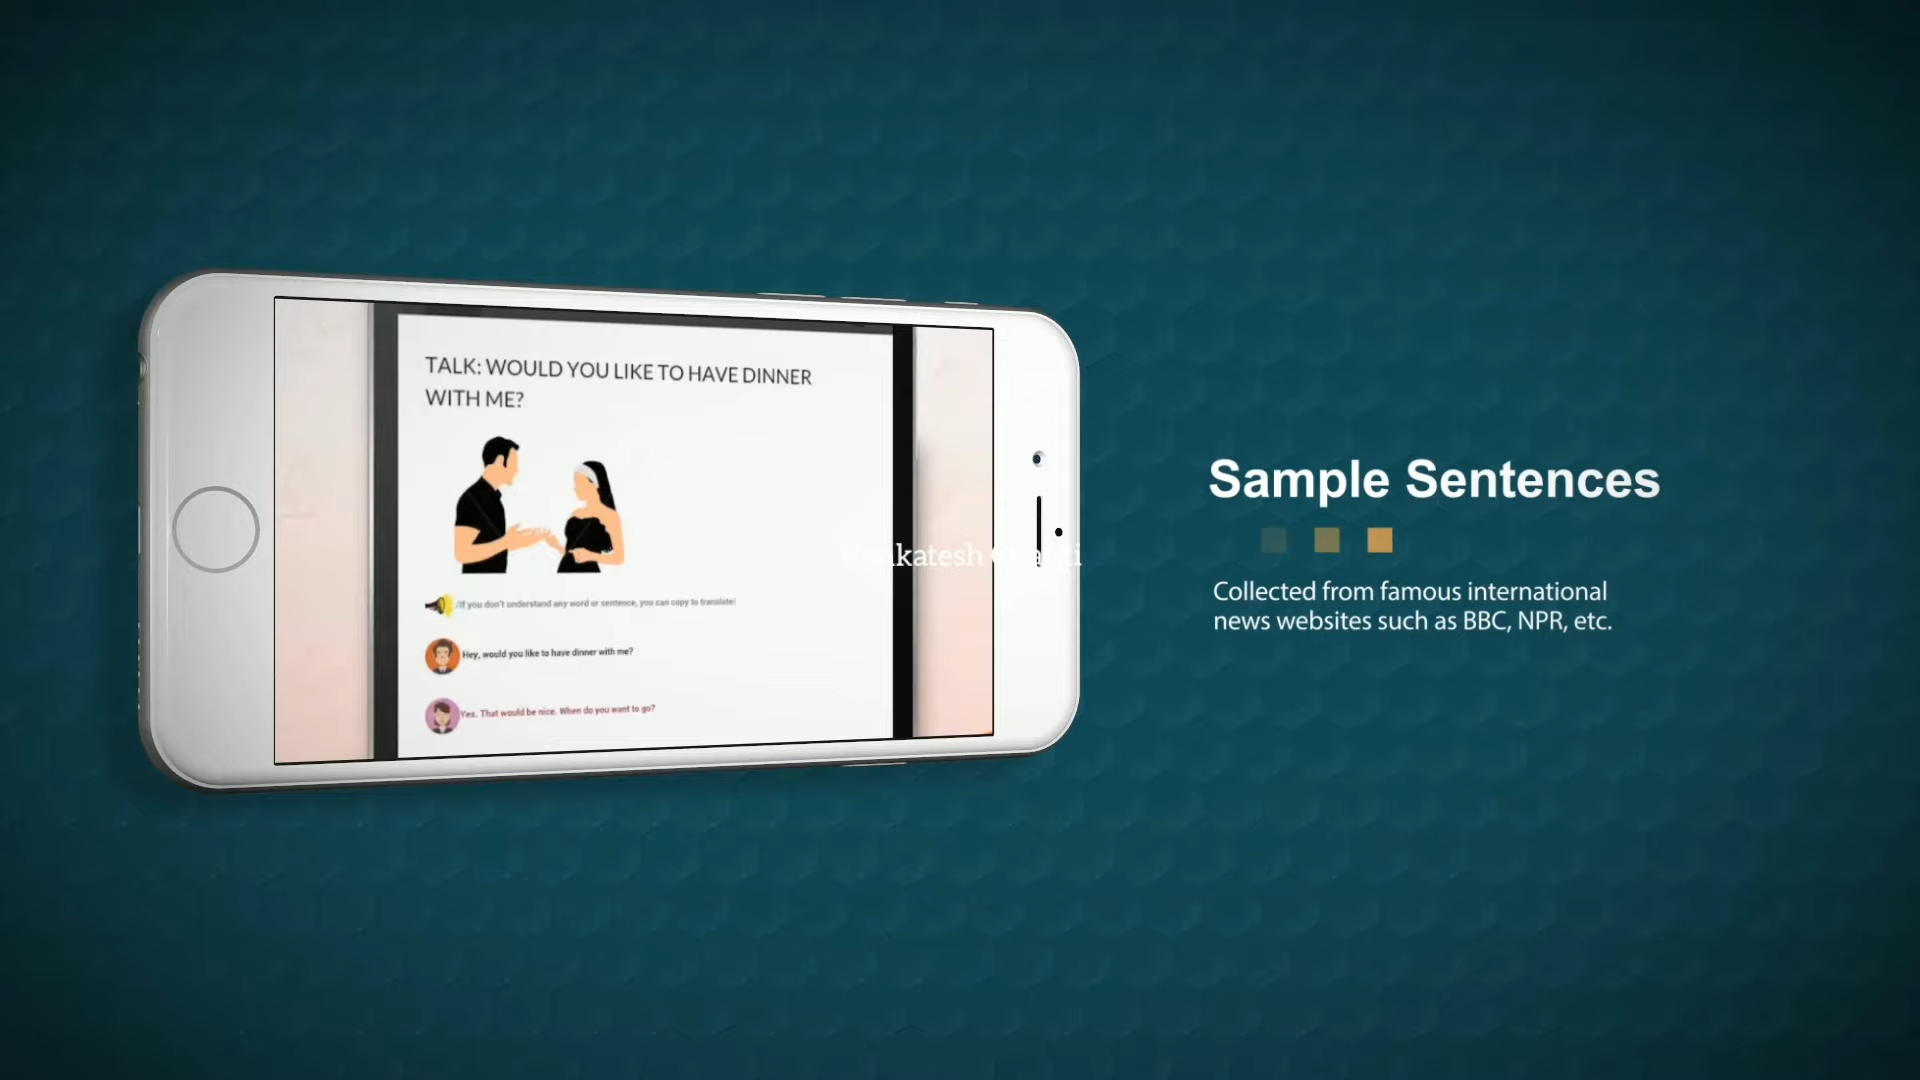 TALK: WOULD YOU LIKE TO HAVE DINNER
WITH ME?
If you don't understand any word or sentence, you can copy to translate!
Hey, would you like to have dinner with me?
Yes. That would be nice. When do you want to go?
Sample Sentences
Collected from famous international
news websites such as BBC, NPR, etc.